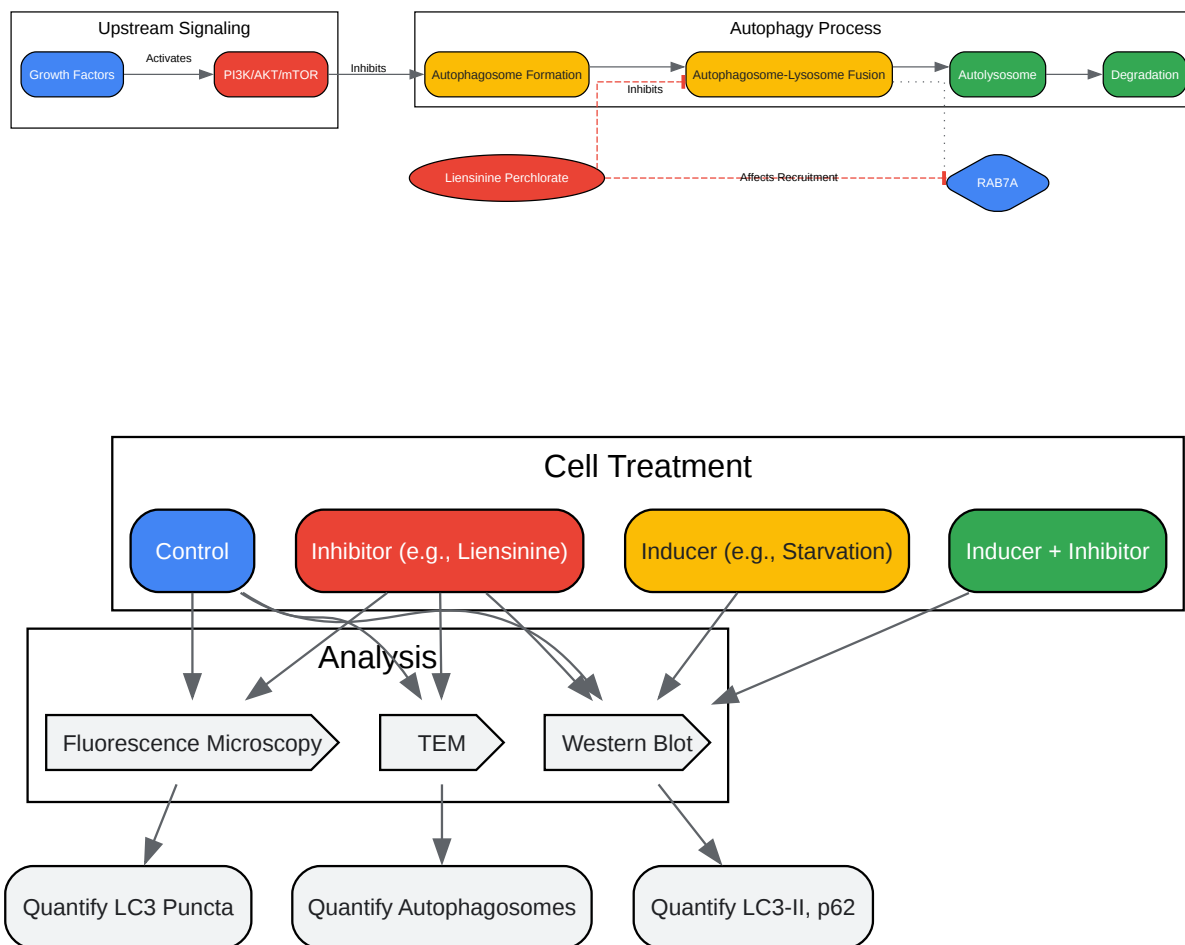 Upstream Signaling
Autophagy Process
Growth Factors
Activates
PI3K/AKT/mTOR
Inhibits
Autophagosome Formation
Autophagosome-Lysosome Fusion
Autolysosome
Degradation
Inhibits
Liensinine Perchlorate
Affects Recruitment
RAB7A
Cell Treatment
Control
Inhibitor (e.g., Liensinine)
Inducer (e.g., Starvation)
Inducer + Inhibitor
Analysis
Fluorescence Microscopy
TEM
Western Blot
Quantify LC3 Puncta
Quantify Autophagosomes
Quantify LC3-II, p62